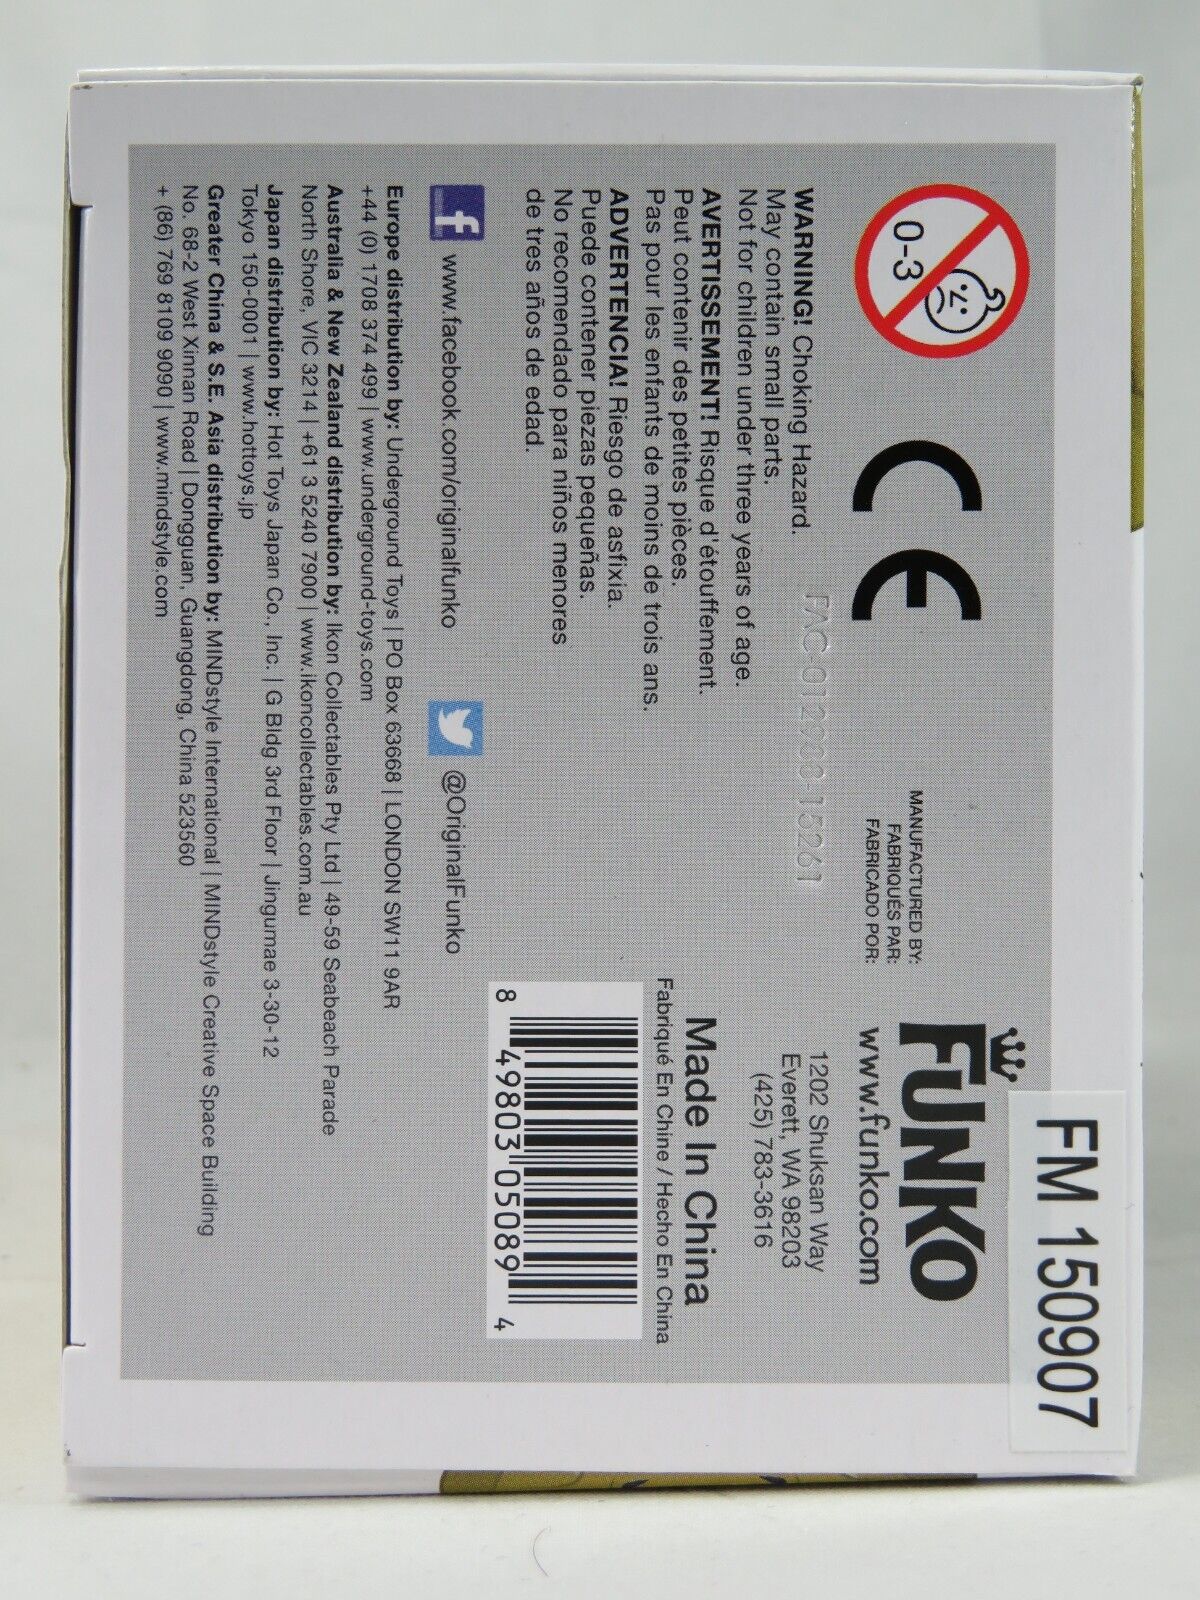 0-3
CE
MANUFACTURED BY:
FABRIQUÉS PAR:
FABRICADO POR:
FUNKO
www.funko.com
1202 Shuksan Way
Everett, WA 98203
(425) 783-3616
FM 150907
FAC-012908-15261
WARNING! Choking Hazard.
May contain small parts.
Not for children under three years of age.
AVERTISSEMENT! Risque d'étouffement.
Peut contenir des petites pièces.
Pas pour les enfants de moins de trois ans.
ADVERTENCIA! Riesgo de asfixia.
Puede contener piezas pequeñas.
No recomendado para niños menores
de tres años de edad.
Made In China
Fabriqué En Chine / Hecho En China
8 49803 05089 4
www.facebook.com/originalfunko
@OriginalFunko
Europe distribution by: Underground Toys | PO Box 63668 | LONDON SW11 9AR
+44 (0) 1708 374 499 | www.underground-toys.com
Australia & New Zealand distribution by: Ikon Collectables Pty Ltd | 49-59 Seabeach Parade
North Shore, VIC 3214 | +61 3 5240 7900 | www.ikoncollectables.com.au
Japan distribution by: Hot Toys Japan Co., Inc. | G Bldg 3rd Floor | Jingumae 3-30-12
Tokyo 150-0001 | www.hottoys.jp
Greater China & S.E. Asia distribution by: MINDstyle International | MINDstyle Creative Space Building
No. 68-2 West Xinnan Road | Dongguan, Guangdong, China 523560
+ (86) 769 8109 9090 | www.mindstyle.com